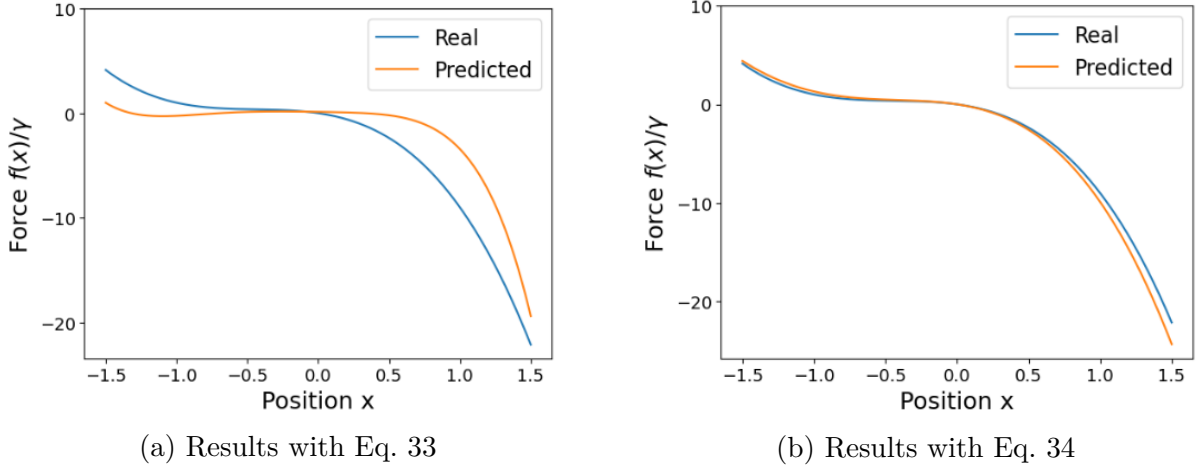 10
0
−10
−20
Force f(x)/γ
Real
Predicted
−1.5 −1.0 −0.5 0.0 0.5 1.0 1.5
Position x
(a) Results with Eq. 33
10
0
−10
−20
Force f(x)/γ
Real
Predicted
−1.5 −1.0 −0.5 0.0 0.5 1.0 1.5
Position x
(b) Results with Eq. 34